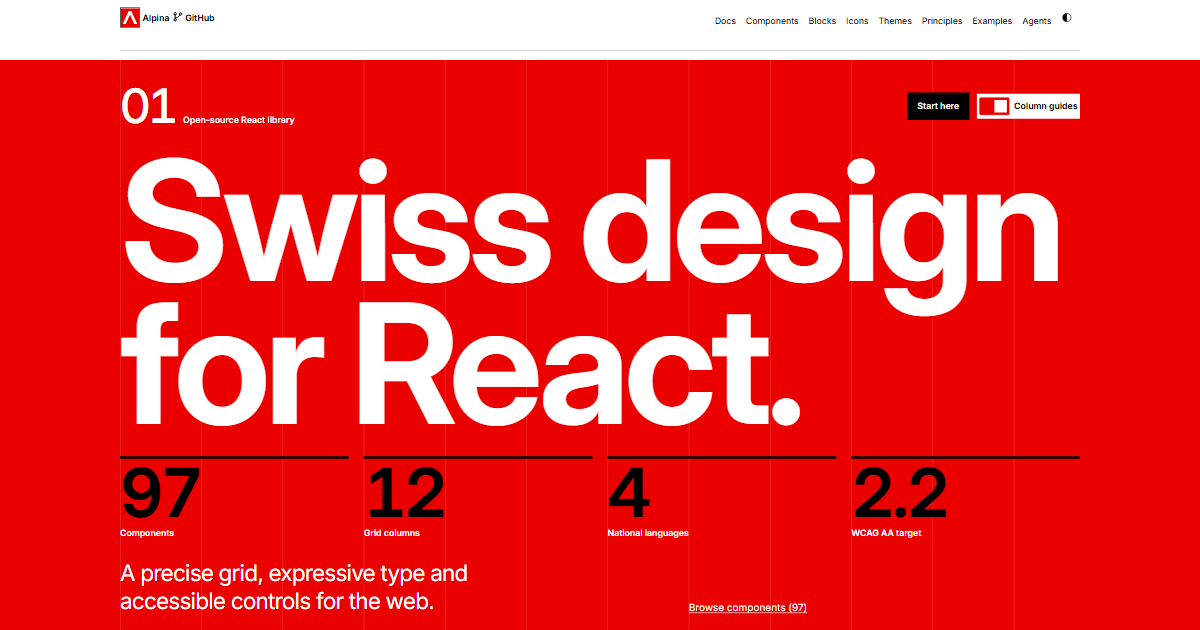 Alpina GitHub
Docs Components Blocks Icons Themes Principles Examples Agents
01 Open-source React library
Start here
Column guides
Swiss design
for React.
97
Components
12
Grid columns
4
National languages
2.2
WCAG AA target
A precise grid, expressive type and
accessible controls for the web.
Browse components (97)